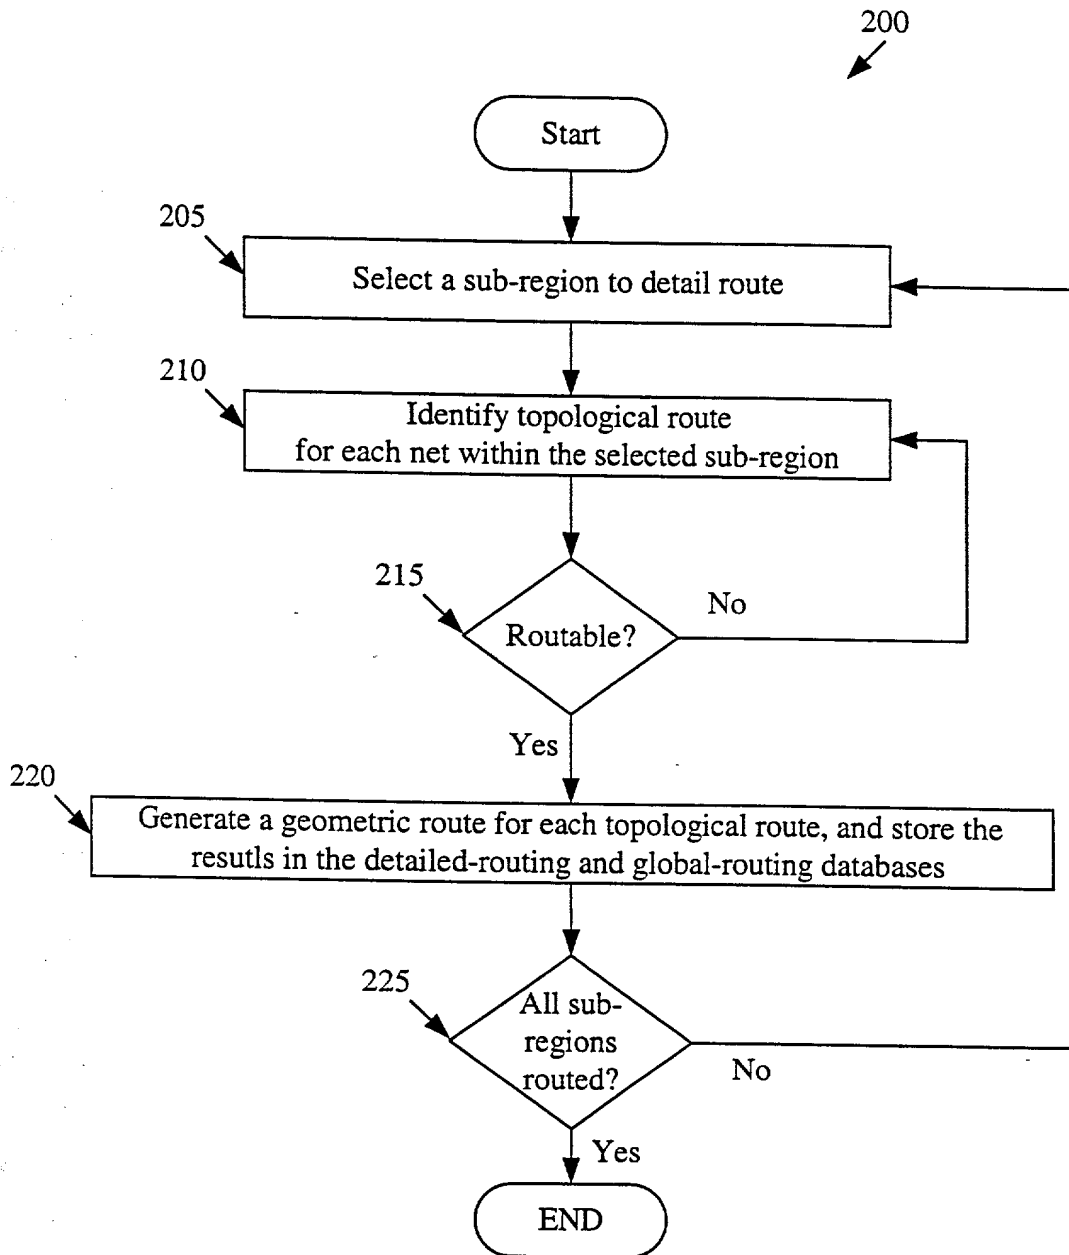 200
Start
205
Select a sub-region to detail route
210
Identify topological route
for each net within the selected sub-region
215
Routable?
No
Yes
220
Generate a geometric route for each topological route, and store the
resutls in the detailed-routing and global-routing databases
225
All sub-
regions
routed?
No
Yes
END